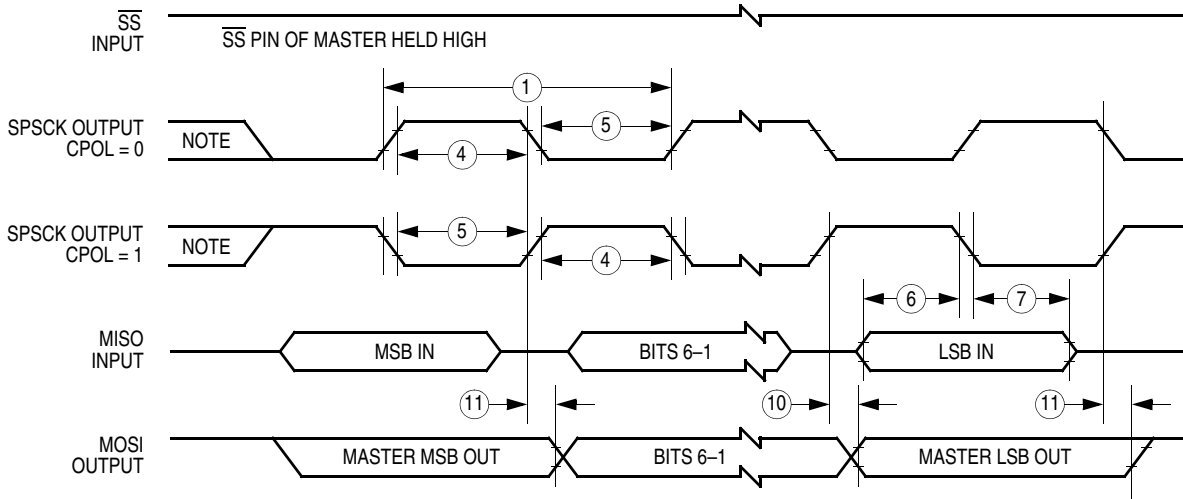 SS
INPUT
SS PIN OF MASTER HELD HIGH
1
SPSCK OUTPUT
CPOL = 0
NOTE
4
5
SPSCK OUTPUT
CPOL = 1
NOTE
5
4
6
7
MISO
INPUT
MSB IN
BITS 6–1
LSB IN
11
10
11
MOSI
OUTPUT
MASTER MSB OUT
BITS 6–1
MASTER LSB OUT